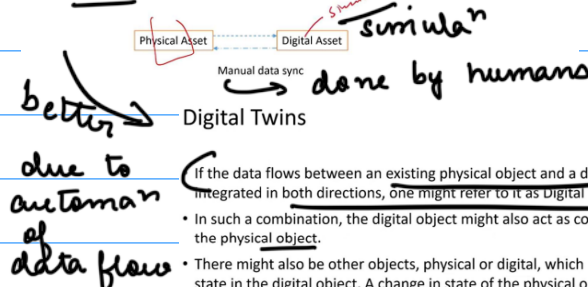 Physical Asset Digital Asset similar
Manual data sync done by humans
better
Digital Twins
due to
automan
of
data flow
If the data flows between an existing physical object and a d
integrated in both directions, one might refer to it as Digital
• In such a combination, the digital object might also act as co
the physical object.
• There might also be other objects, physical or digital, which
state in the digital object. A change in state of the physical o